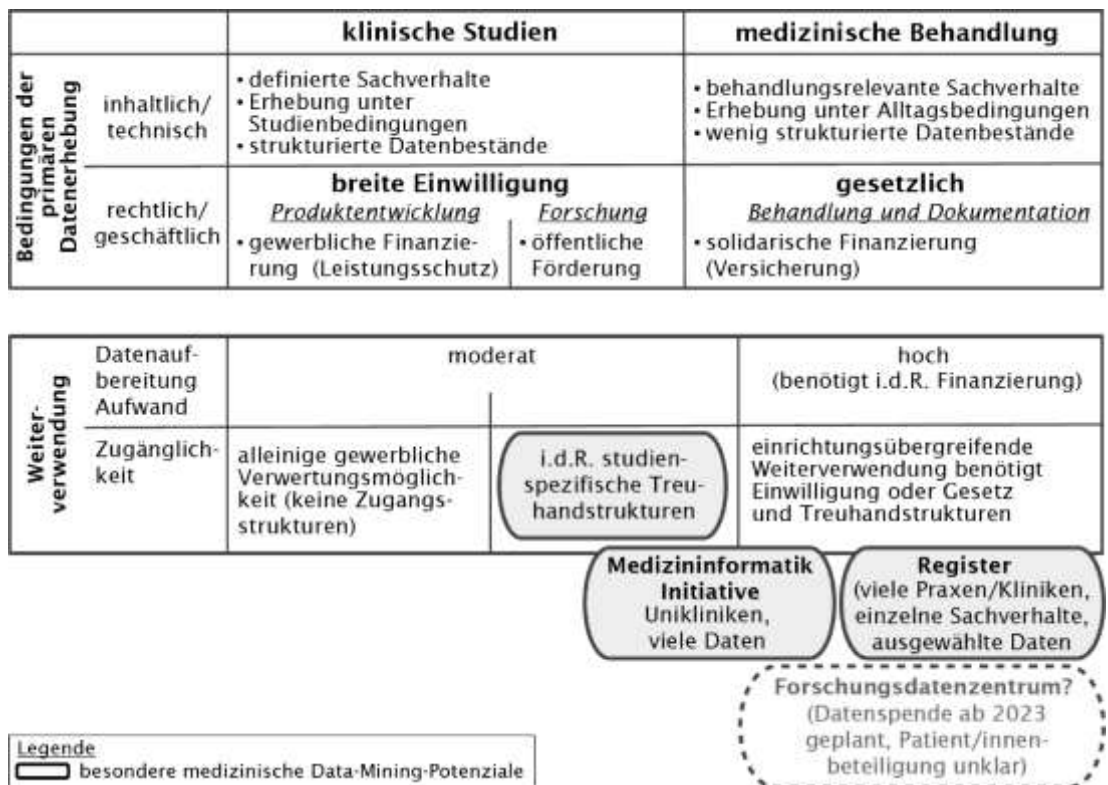 klinische Studien
medizinische Behandlung
Bedingungen der
primären
Datenerhebung
inhaltlich/
technisch
• definierte Sachverhalte
• Erhebung unter
Studienbedingungen
• strukturierte Datenbestände
• behandlungsrelevante Sachverhalte
• Erhebung unter Alltagsbedingungen
• wenig strukturierte Datenbestände
rechtlich/
geschäftlich
breite Einwilligung
Produktentwicklung
• gewerbliche Finanzie-
rung (Leistungsschutz)
Forschung
• öffentliche
Förderung
gesetzlich
Behandlung und Dokumentation
• solidarische Finanzierung
(Versicherung)
Weiter-
verwendung
Datenauf-
bereitung
Aufwand
moderat
hoch
(benötigt i.d.R. Finanzierung)
Zugänglich-
keit
alleinige gewerbliche
Verwertungsmöglich-
keit (keine Zugangs-
strukturen)
i.d.R. studien-
spezifische Treu-
handstrukturen
einrichtungsübergreifende
Weiterverwendung benötigt
Einwilligung oder Gesetz
und Treuhandstrukturen
Medizininformatik
Initiative
Unikliniken,
viele Daten
Register
(viele Praxen/Kliniken,
einzelne Sachverhalte,
ausgewählte Daten
Forschungsdatenzentrum?
(Datenspende ab 2023
geplant, Patient/innen-
beteiligung unklar)
Legende
besondere medizinische Data-Mining-Potenziale